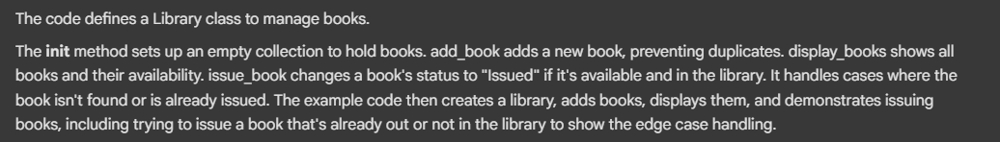 The code defines a Library class to manage books.
The init method sets up an empty collection to hold books. add_book adds a new book, preventing duplicates. display_books shows all
books and their availability. issue_book changes a book's status to "Issued" if it's available and in the library. It handles cases where the
book isn't found or is already issued. The example code then creates a library, adds books, displays them, and demonstrates issuing
books, including trying to issue a book that's already out or not in the library to show the edge case handling.